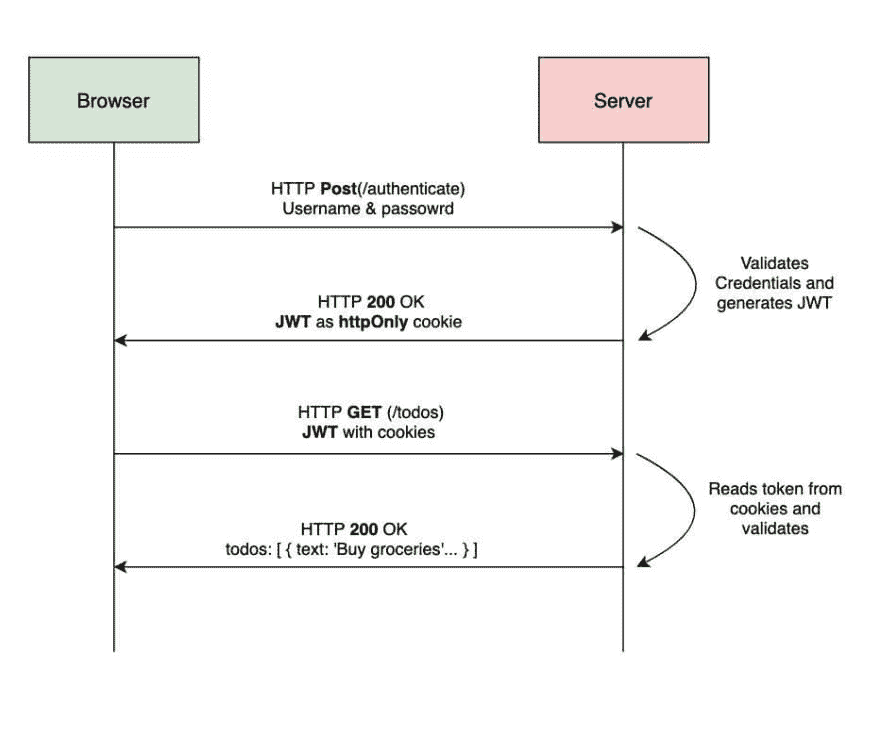 Browser
Server
HTTP Post(/authenticate)
Username & passowrd
Validates
Credentials and
generates JWT
HTTP 200 OK
JWT as httpOnly cookie
HTTP GET (/todos)
JWT with cookies
Reads token from
cookies and
validates
HTTP 200 OK
todos: [ { text: 'Buy groceries'... } ]